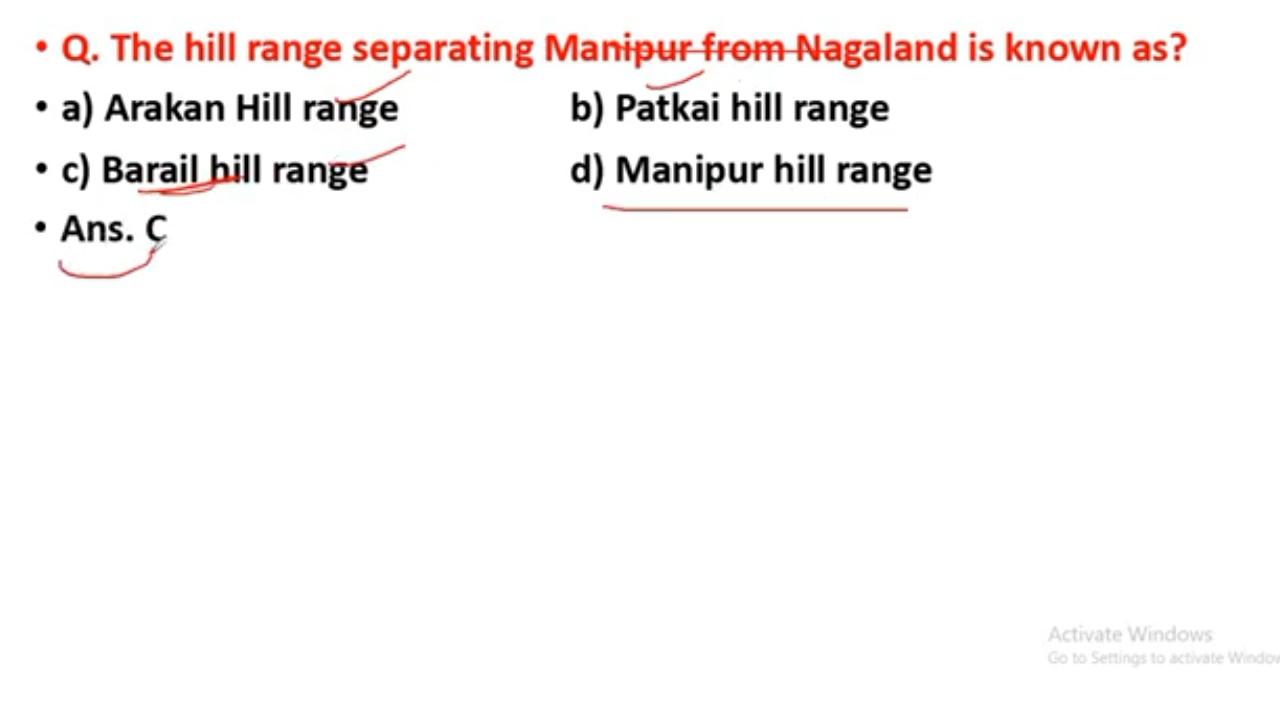 • Q. The hill range separating Manipur from Nagaland is known as?
• a) Arakan Hill range b) Patkai hill range
• c) Barail hill range d) Manipur hill range
• Ans. C
Activate Windows
Go to Settings to activate Window